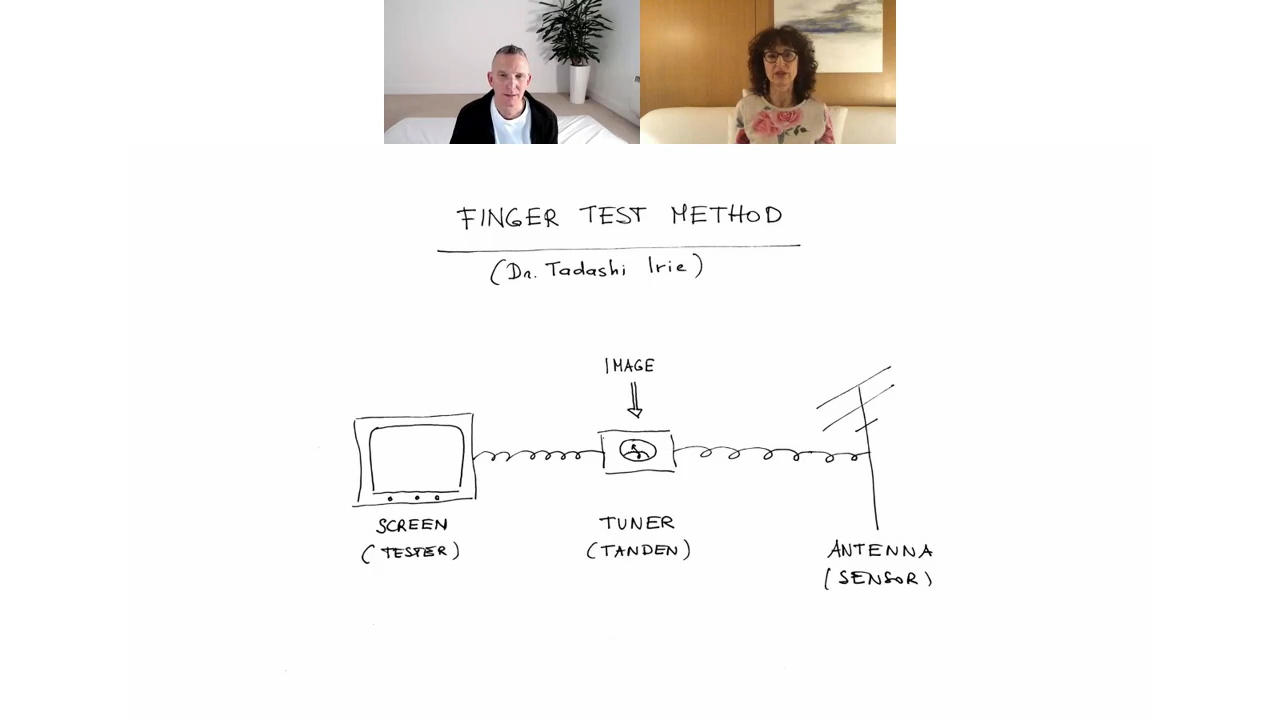 FINGER TEST METHOD
(Dr. Tadashi Irie)
IMAGE
SCREEN
(TESTER)
TUNER
(TANDEN)
ANTENNA
(SENSOR)